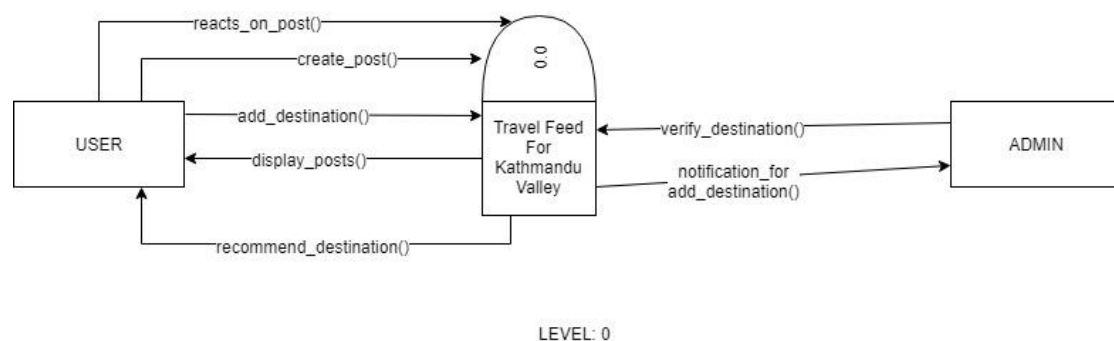 reacts_on_post()
create_post()
0.0
add_destination()
USER
display_posts()
recommend_destination()
Travel Feed
For
Kathmandu
Valley
verify_destination()
notification_for
add_destination()
ADMIN
LEVEL: 0